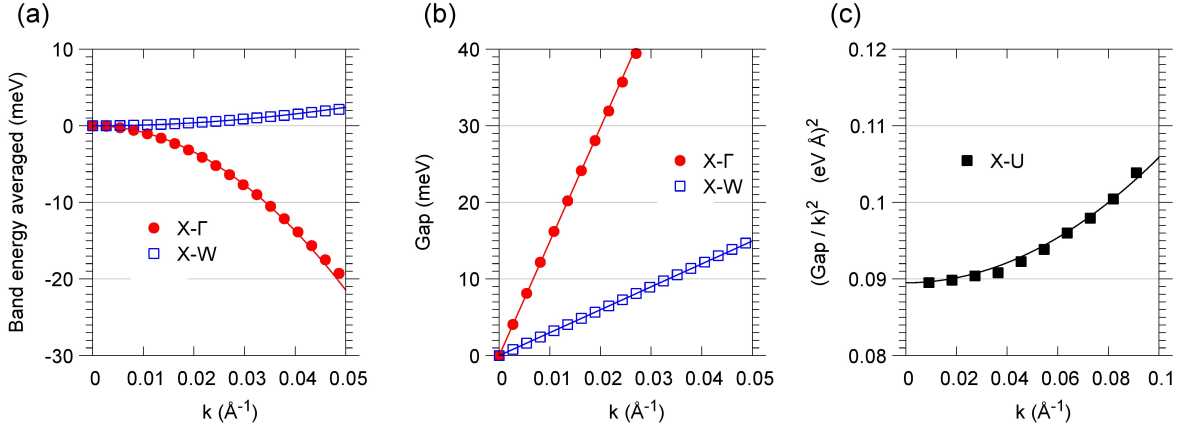 (a)
Band energy averaged (meV)
10
0
-10
-20
-30
X-Γ
X-W
0 0.01 0.02 0.03 0.04 0.05
k (Å⁻¹)
(b)
Gap (meV)
40
30
20
10
0
X-Γ
X-W
0 0.01 0.02 0.03 0.04 0.05
k (Å⁻¹)
(c)
(Gap / k)² (eV Å)²
0.12
0.11
0.1
0.09
0.08
X-U
0 0.02 0.04 0.06 0.08 0.1
k (Å⁻¹)